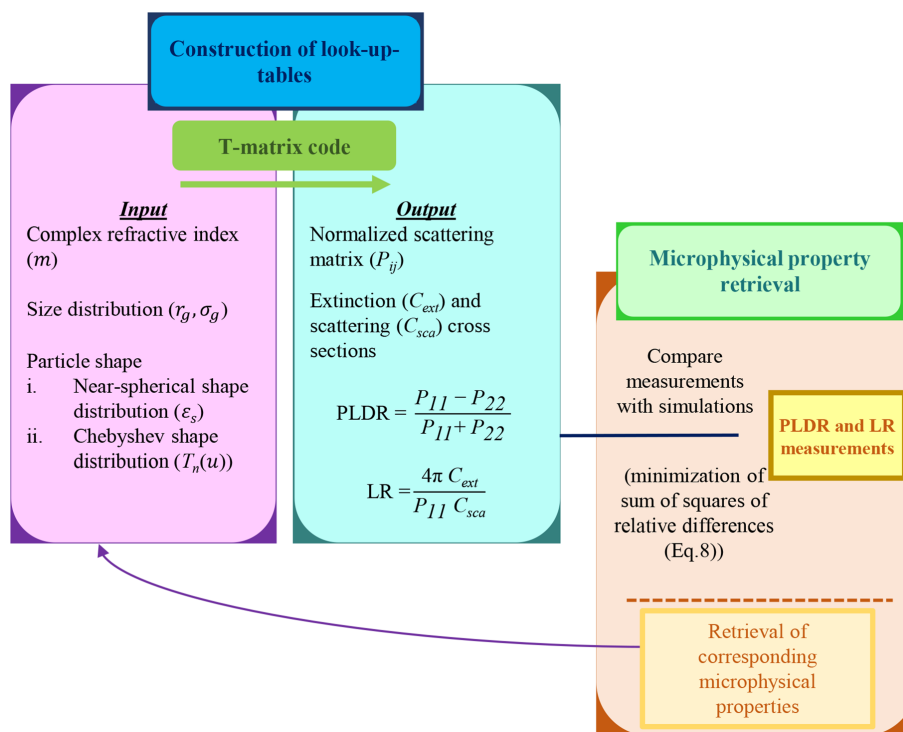 Construction of look-up-
tables
T-matrix code
Input
Complex refractive index
(m)
Size distribution (r_g, σ_g)
Particle shape
i. Near-spherical shape
distribution (ε_s)
ii. Chebyshev shape
distribution (T_n(u))
Output
Normalized scattering
matrix (P_ij)
Extinction (C_ext) and
scattering (C_sca) cross
sections
PLDR = (P_11 − P_22) / (P_11 + P_22)
LR = (4π C_ext) / (P_11 C_sca)
Microphysical property
retrieval
Compare
measurements
with simulations
PLDR and LR
measurements
(minimization of
sum of squares of
relative differences
(Eq.8))
Retrieval of
corresponding
microphysical
properties